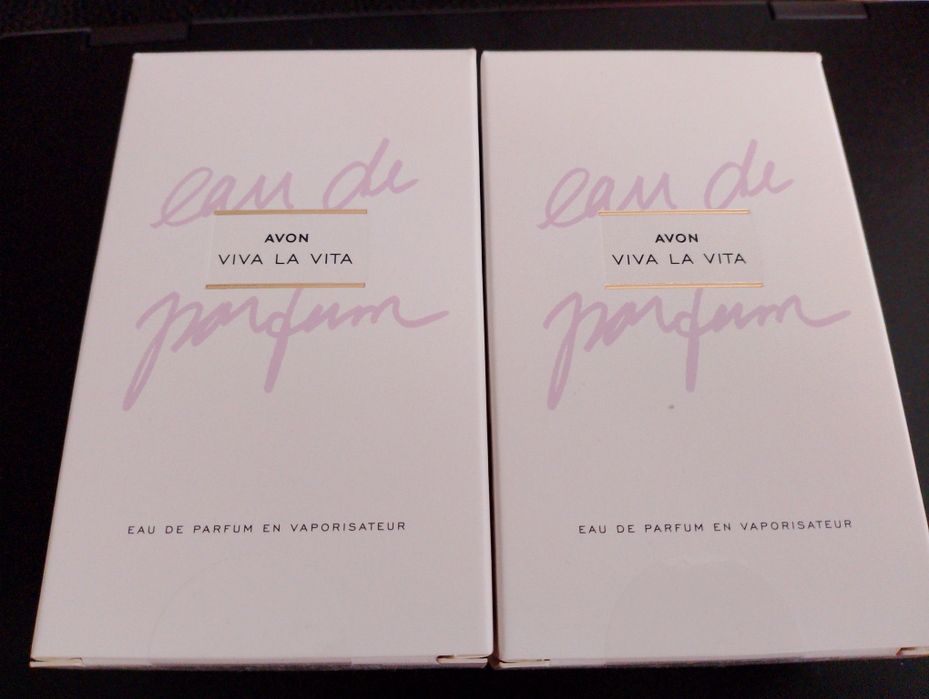 eau de
AVON
VIVA LA VITA
parfum
EAU DE PARFUM EN VAPORISATEUR
eau de
AVON
VIVA LA VITA
parfum
EAU DE PARFUM EN VAPORISATEUR